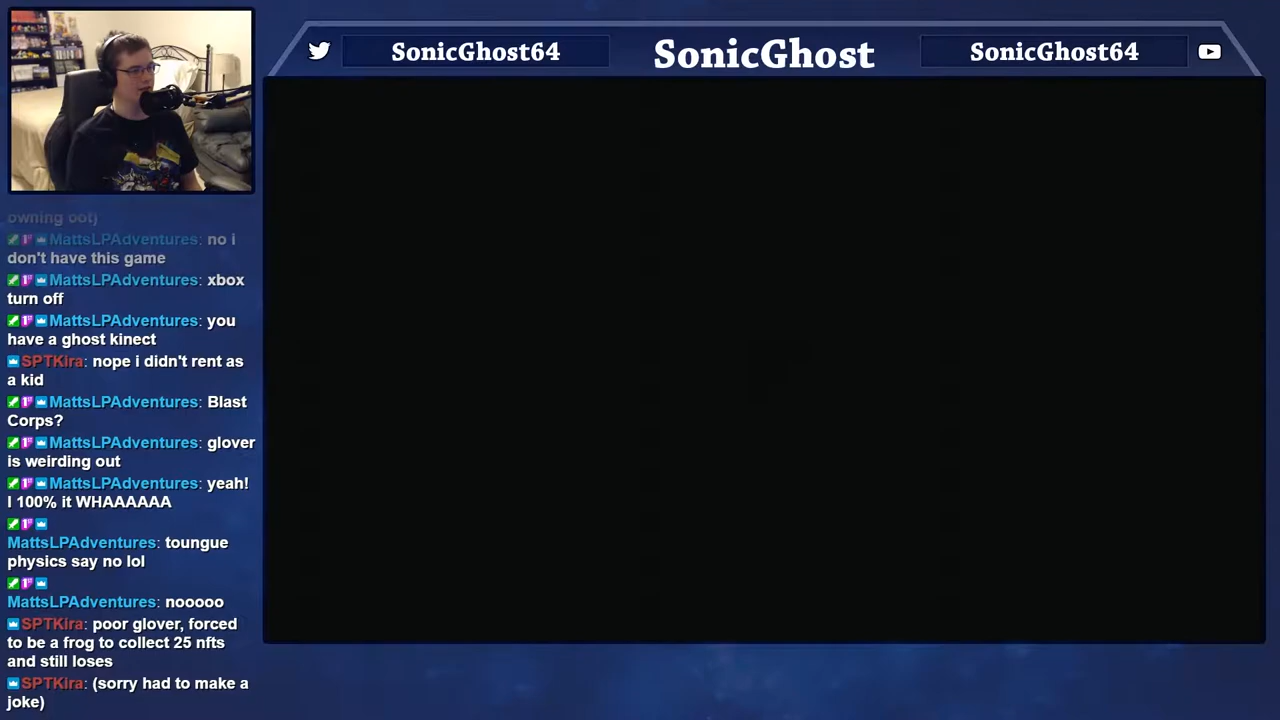 SonicGhost64
SonicGhost
SonicGhost64
owning oot)
MattsLPAdventures: no i
don't have this game
MattsLPAdventures: xbox
turn off
MattsLPAdventures: you
have a ghost kinect
SPTKira: nope i didn't rent as
a kid
MattsLPAdventures: Blast
Corps?
MattsLPAdventures: glover
is weirding out
MattsLPAdventures: yeah!
I 100% it WHAAAAAA
MattsLPAdventures: toungue
physics say no lol
MattsLPAdventures: nooooo
SPTKira: poor glover, forced
to be a frog to collect 25 nfts
and still loses
SPTKira: (sorry had to make a
joke)